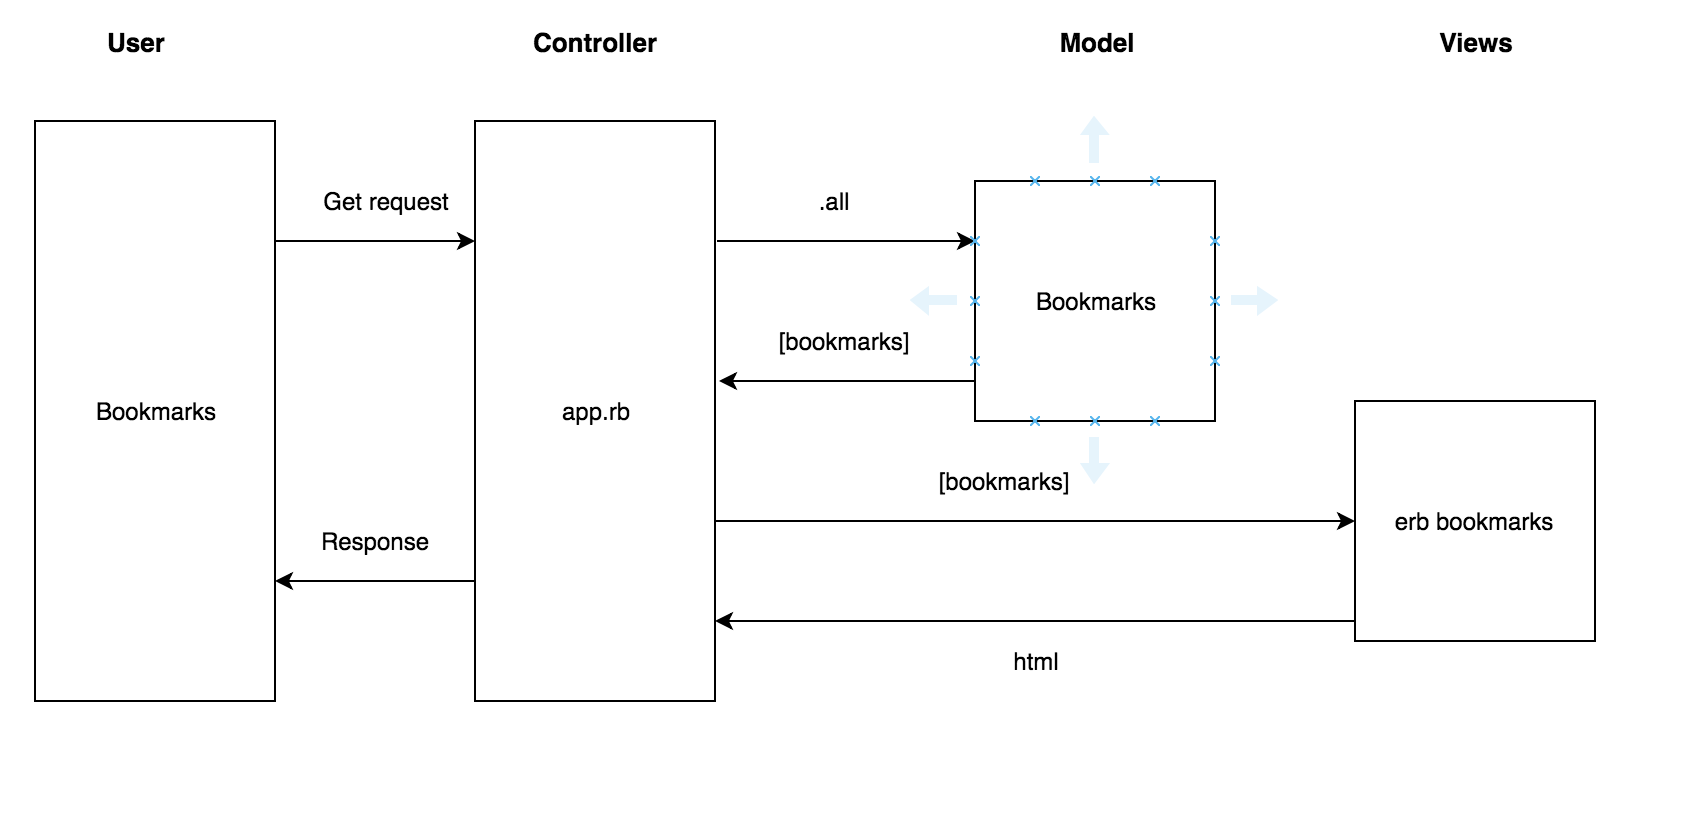 User
Controller
Model
Views
Get request
.all
Bookmarks
[bookmarks]
Bookmarks
app.rb
[bookmarks]
erb bookmarks
Response
html